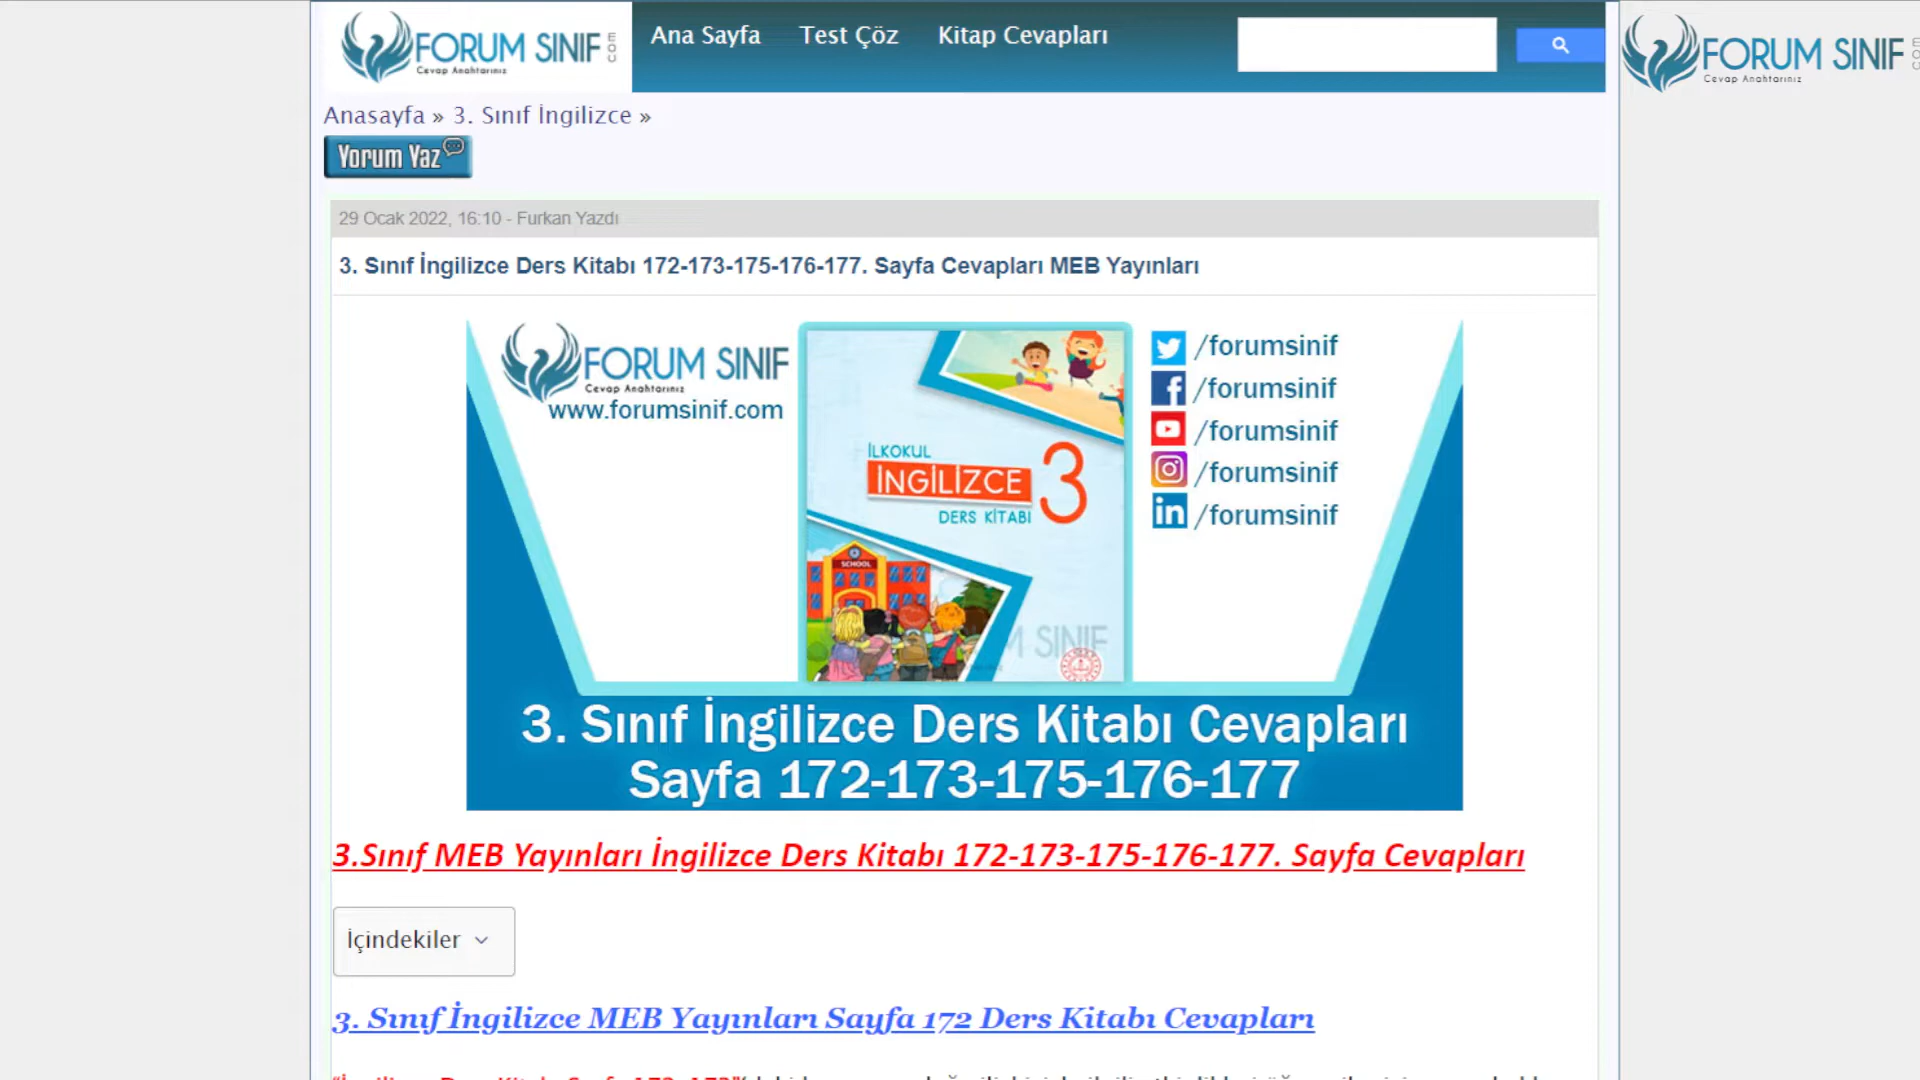 FORUM SINIF .COM
Cevap Anahtarınız
Ana Sayfa Test Çöz Kitap Cevapları
FORUM SINIF
Cevap Anahtarınız
Anasayfa » 3. Sınıf İngilizce »
Yorum Yaz
29 Ocak 2022, 16:10 - Furkan Yazdı
3. Sınıf İngilizce Ders Kitabı 172-173-175-176-177. Sayfa Cevapları MEB Yayınları
FORUM SINIF
Cevap Anahtarınız
www.forumsinif.com
İLKOKUL
İNGİLİZCE 3
DERS KİTABI
SCHOOL
/forumsinif
/forumsinif
/forumsinif
/forumsinif
/forumsinif
3. Sınıf İngilizce Ders Kitabı Cevapları
Sayfa 172-173-175-176-177
3.Sınıf MEB Yayınları İngilizce Ders Kitabı 172-173-175-176-177. Sayfa Cevapları
İçindekiler
3. Sınıf İngilizce MEB Yayınları Sayfa 172 Ders Kitabı Cevapları